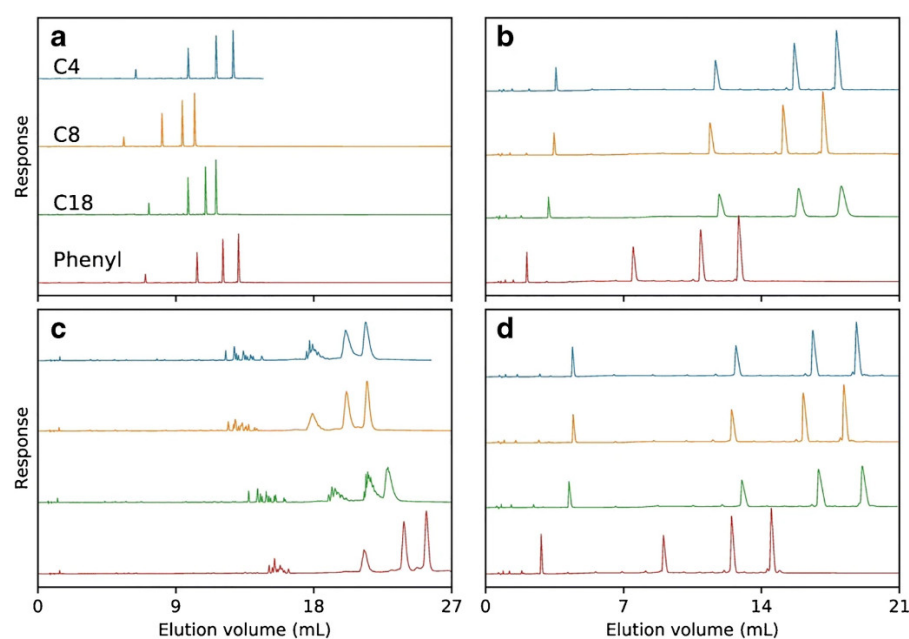 a
C4
C8
C18
Phenyl
Response
b
c
Response
0 9 18 27
Elution volume (mL)
d
0 7 14 21
Elution volume (mL)